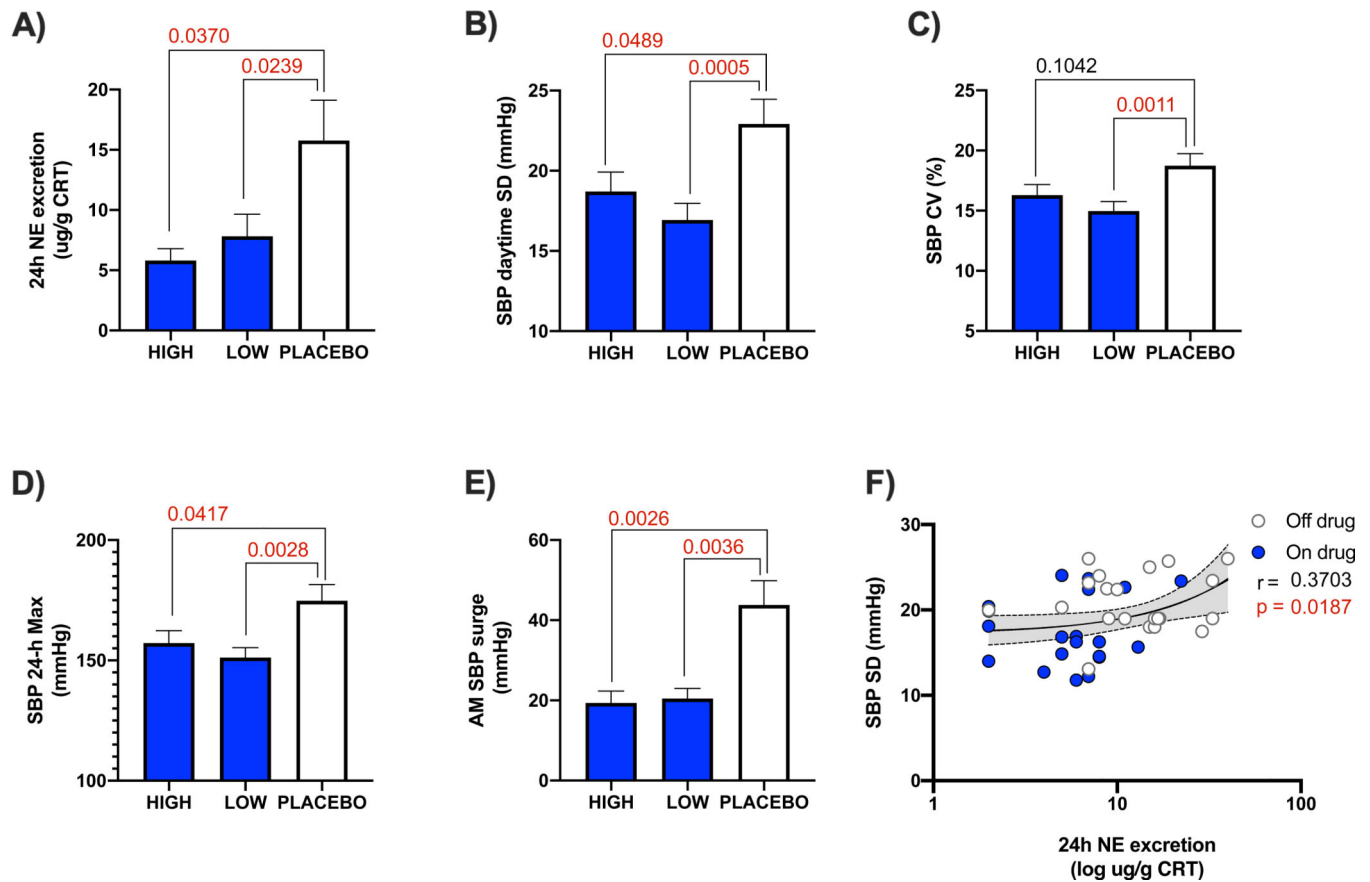 A)
0.0370
0.0239
24h NE excretion
(ug/g CRT)
20
15
10
5
0
HIGH LOW PLACEBO
B)
0.0489
0.0005
SBP daytime SD (mmHg)
25
20
15
10
HIGH LOW PLACEBO
C)
0.1042
0.0011
SBP CV (%)
25
20
15
10
5
HIGH LOW PLACEBO
D)
0.0417
0.0028
SBP 24-h Max
(mmHg)
200
150
100
HIGH LOW PLACEBO
E)
0.0026
0.0036
AM SBP surge
(mmHg)
60
40
20
0
HIGH LOW PLACEBO
F)
SBP SD (mmHg)
30
20
10
0
1 10 100
24h NE excretion
(log ug/g CRT)
Off drug
On drug
r = 0.3703
p = 0.0187